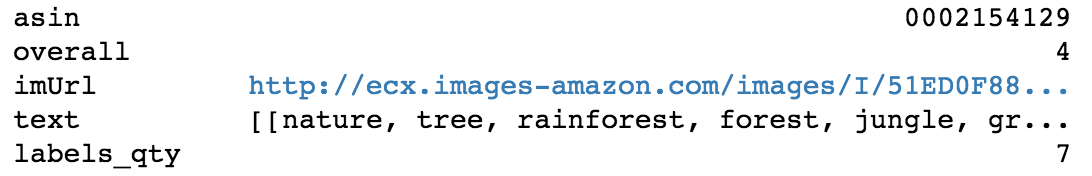 asin 0002154129
overall 4
imUrl http://ecx.images-amazon.com/images/I/51ED0F88...
text [[nature, tree, rainforest, forest, jungle, gr...
labels_qty 7